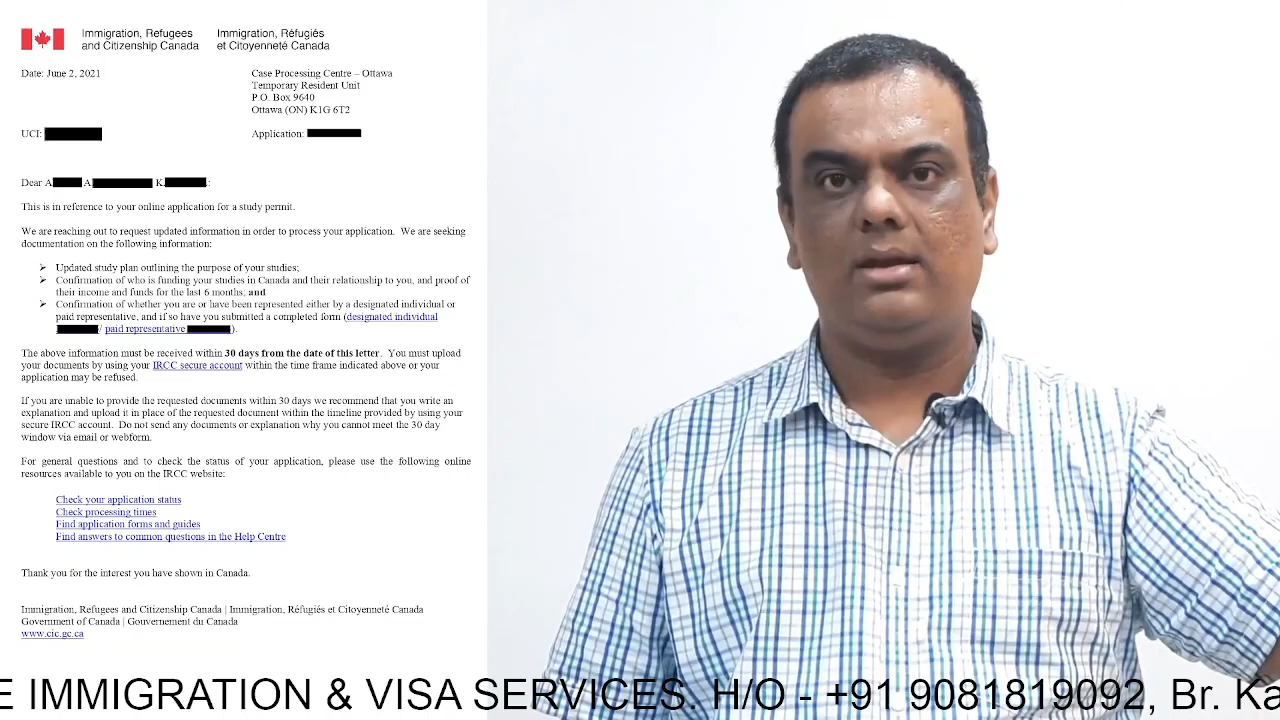 Immigration, Refugees
and Citizenship Canada
Immigration, Réfugiés
et Citoyenneté Canada
Date: June 2, 2021
Case Processing Centre – Ottawa
Temporary Resident Unit
P.O. Box 9640
Ottawa (ON) K1G 6T2
UCI:
Application:
Dear A A K :
This is in reference to your online application for a study permit.
We are reaching out to request updated information in order to process your application. We are seeking
documentation on the following information:
➢ Updated study plan outlining the purpose of your studies;
➢ Confirmation of who is funding your studies in Canada and their relationship to you, and proof of
their income and funds for the last 6 months; and
➢ Confirmation of whether you are or have been represented either by a designated individual or
paid representative, and if so have you submitted a completed form (designated individual
/ paid representative ).
The above information must be received within 30 days from the date of this letter. You must upload
your documents by using your IRCC secure account within the time frame indicated above or your
application may be refused.
If you are unable to provide the requested documents within 30 days we recommend that you write an
explanation and upload it in place of the requested document within the timeline provided by using your
secure IRCC account. Do not send any documents or explanation why you cannot meet the 30 day
window via email or webform.
For general questions and to check the status of your application, please use the following online
resources available to you on the IRCC website:
Check your application status
Check processing times
Find application forms and guides
Find answers to common questions in the Help Centre
Thank you for the interest you have shown in Canada.
Immigration, Refugees and Citizenship Canada | Immigration, Réfugiés et Citoyenneté Canada
Government of Canada | Gouvernement du Canada
www.cic.gc.ca
E IMMIGRATION & VISA SERVICES. H/O - +91 9081819092, Br. Ka